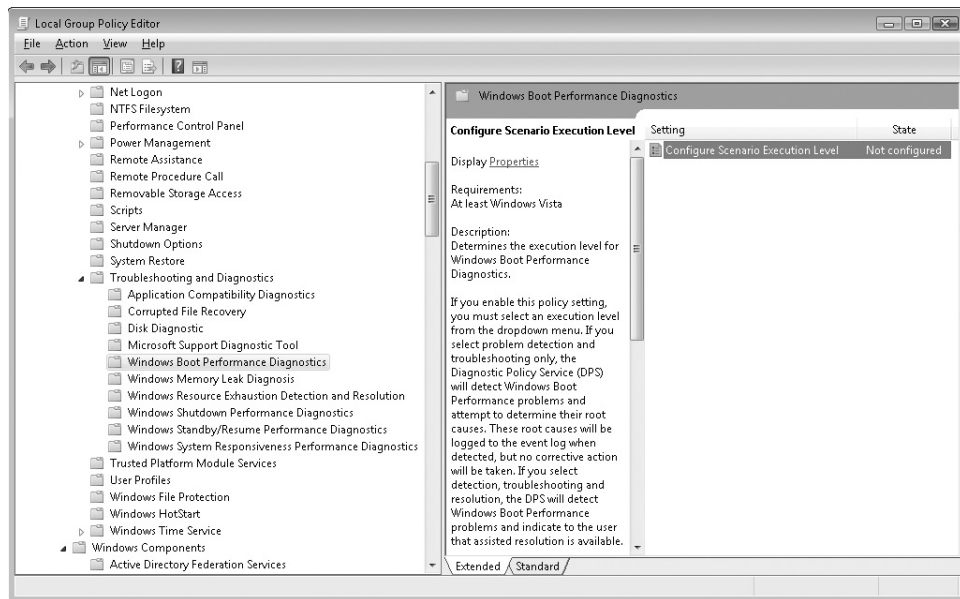 Local Group Policy Editor
File Action View Help
Net Logon
NTFS Filesystem
Performance Control Panel
Power Management
Remote Assistance
Remote Procedure Call
Removable Storage Access
Scripts
Server Manager
Shutdown Options
System Restore
Troubleshooting and Diagnostics
Application Compatibility Diagnostics
Corrupted File Recovery
Disk Diagnostic
Microsoft Support Diagnostic Tool
Windows Boot Performance Diagnostics
Windows Memory Leak Diagnosis
Windows Resource Exhaustion Detection and Resolution
Windows Shutdown Performance Diagnostics
Windows Standby/Resume Performance Diagnostics
Windows System Responsiveness Performance Diagnostics
Trusted Platform Module Services
User Profiles
Windows File Protection
Windows HotStart
Windows Time Service
Windows Components
Active Directory Federation Services
Windows Boot Performance Diagnostics
Configure Scenario Execution Level
Display Properties
Requirements:
At least Windows Vista
Description:
Determines the execution level for
Windows Boot Performance
Diagnostics.
If you enable this policy setting,
you must select an execution level
from the dropdown menu. If you
select problem detection and
troubleshooting only, the
Diagnostic Policy Service (DPS)
will detect Windows Boot
Performance problems and
attempt to determine their root
causes. These root causes will be
logged to the event log when
detected, but no corrective action
will be taken. If you select
detection, troubleshooting and
resolution, the DPS will detect
Windows Boot Performance
problems and indicate to the user
that assisted resolution is available.
Setting State
Configure Scenario Execution Level Not configured
Extended Standard